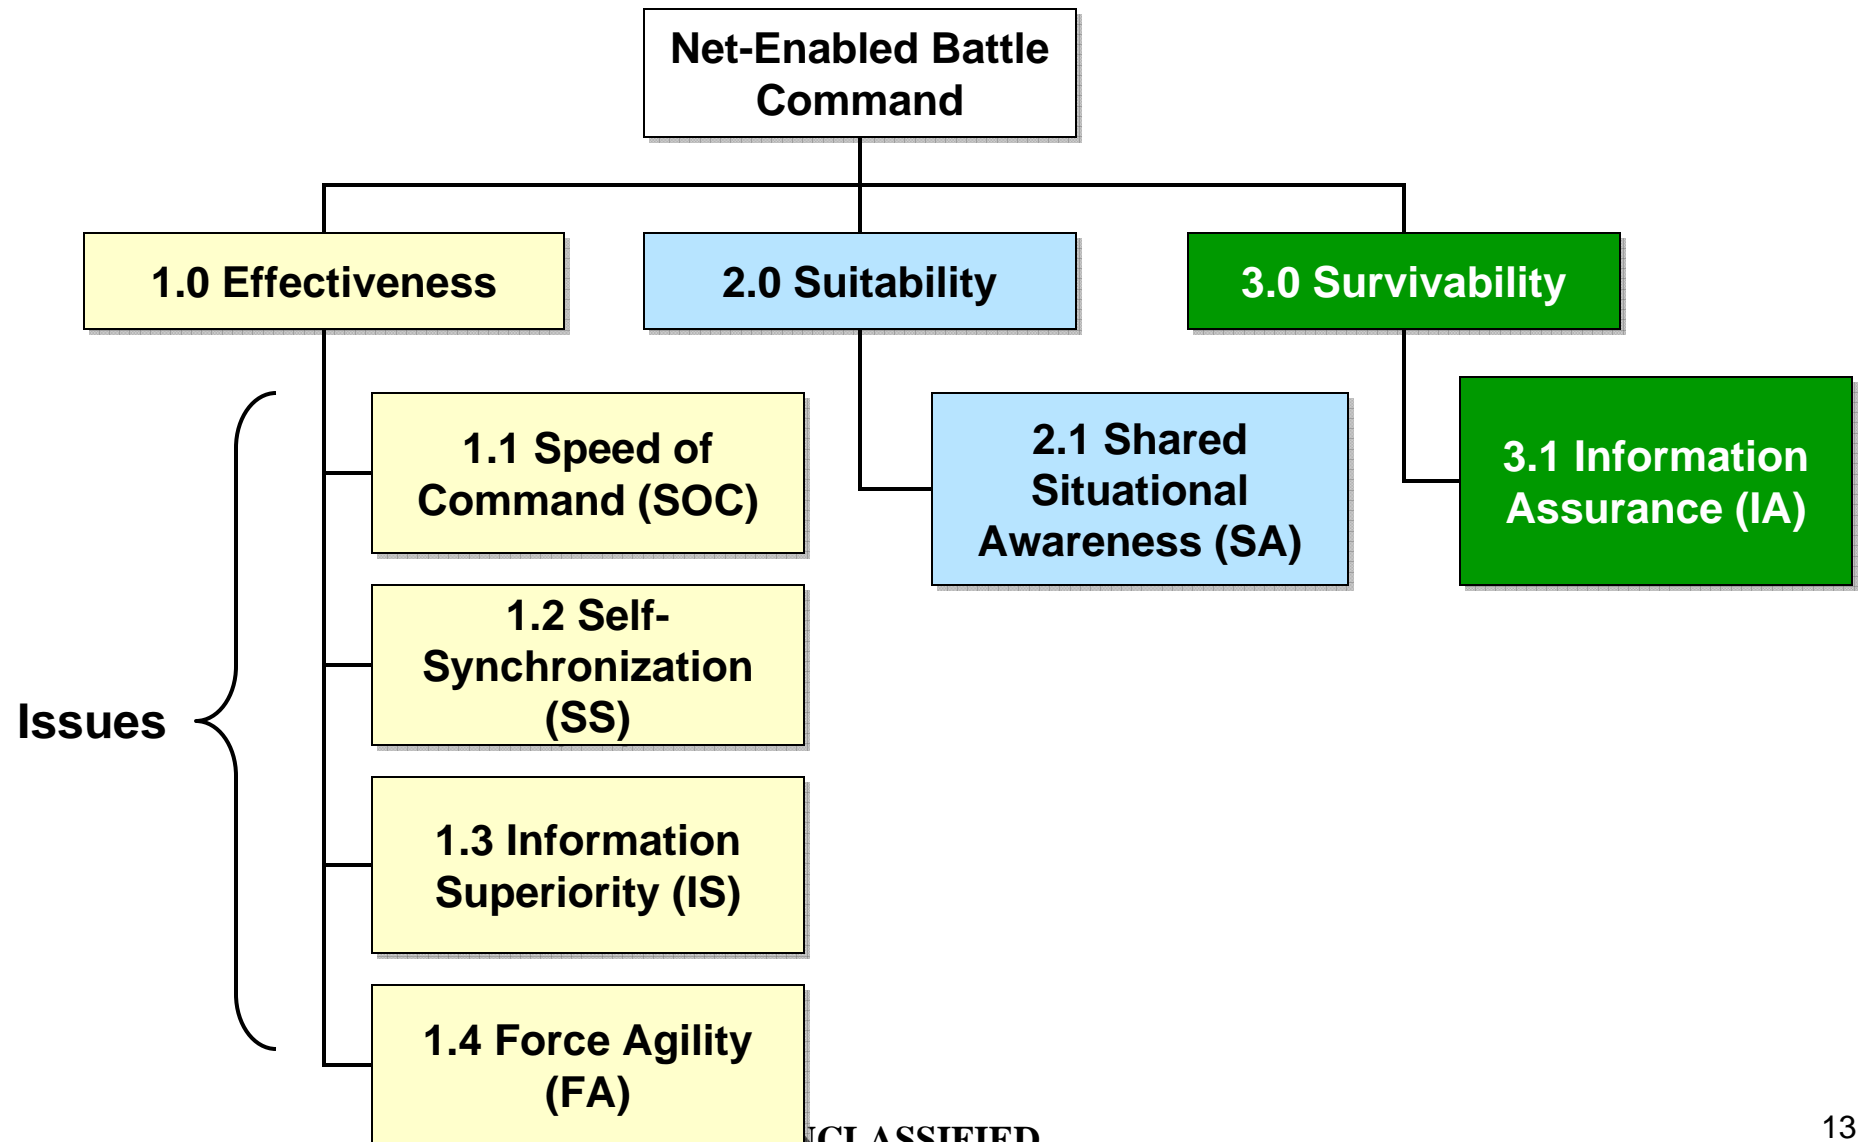 Net-Enabled Battle
Command
1.0 Effectiveness
2.0 Suitability
3.0 Survivability
1.1 Speed of
Command (SOC)
2.1 Shared
Situational
Awareness (SA)
3.1 Information
Assurance (IA)
1.2 Self-
Synchronization
(SS)
Issues
1.3 Information
Superiority (IS)
1.4 Force Agility
(FA)
NCLASSIFIED
13